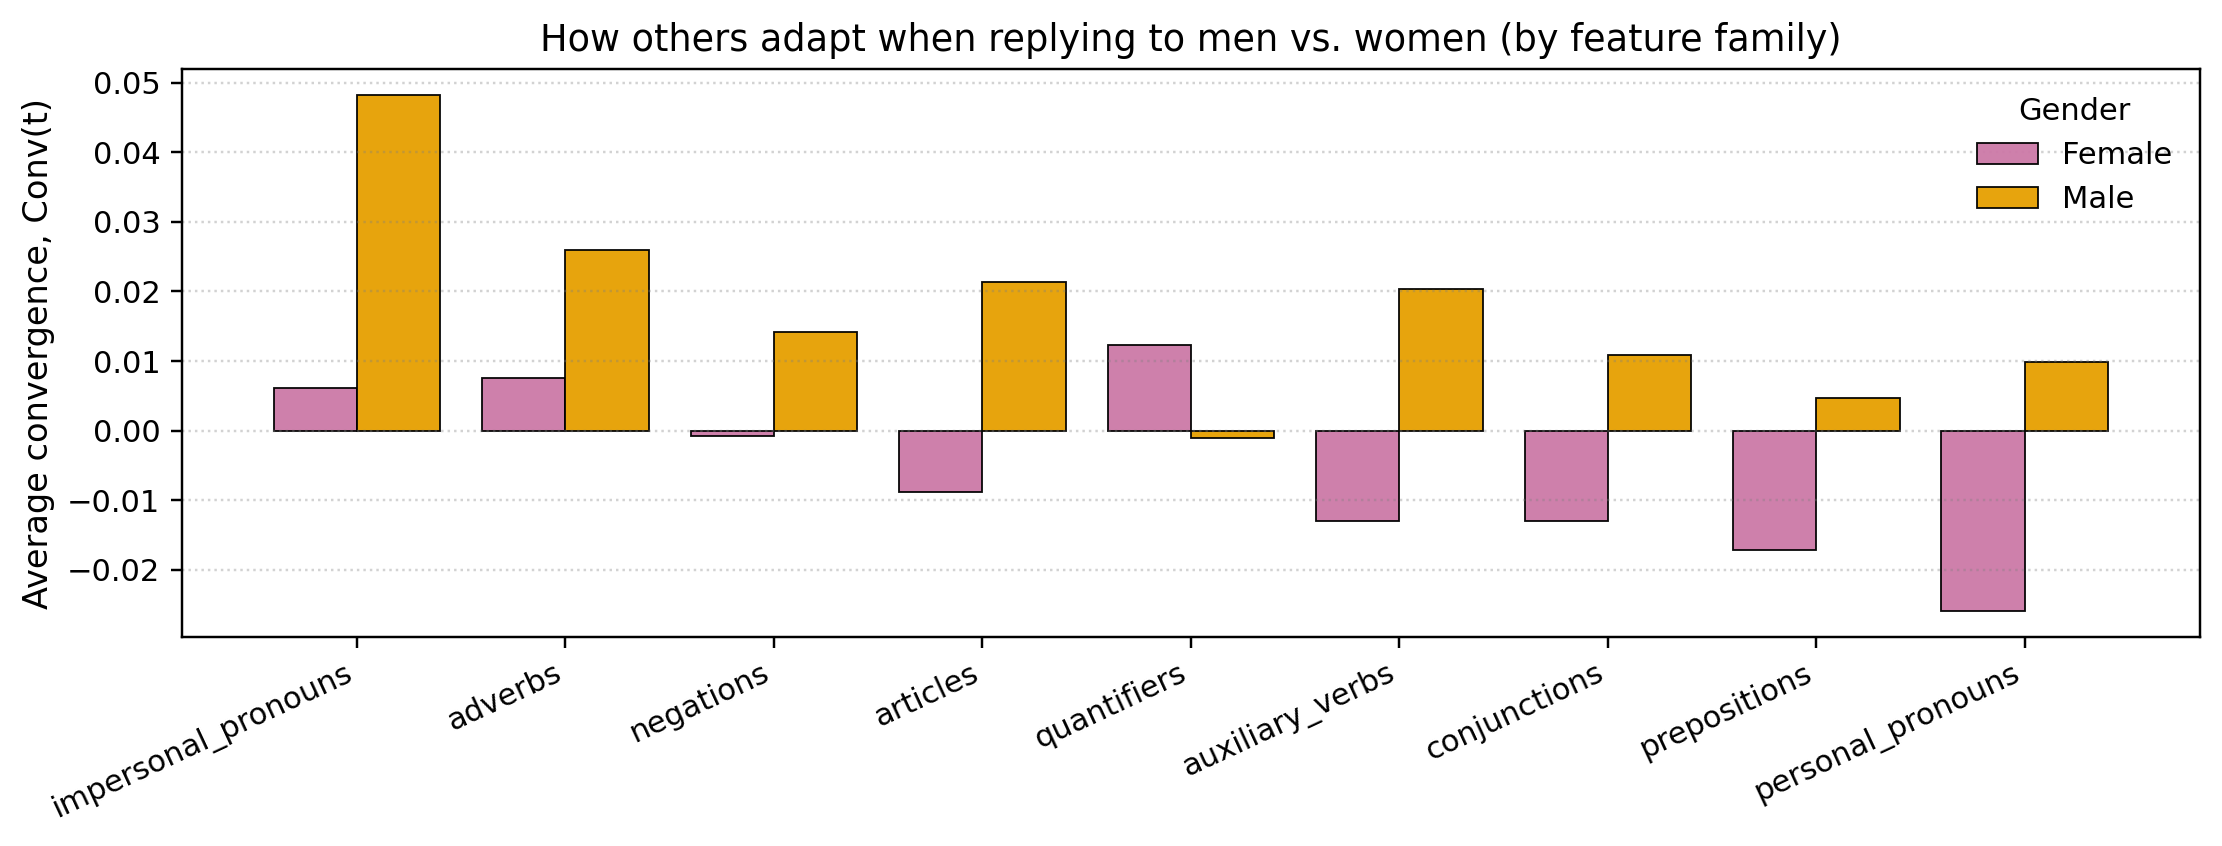 How others adapt when replying to men vs. women (by feature family)
Average convergence, Conv(t)
0.05
0.04
0.03
0.02
0.01
0.00
−0.01
−0.02
Gender
Female
Male
impersonal_pronouns
adverbs
negations
articles
quantifiers
auxiliary_verbs
conjunctions
prepositions
personal_pronouns